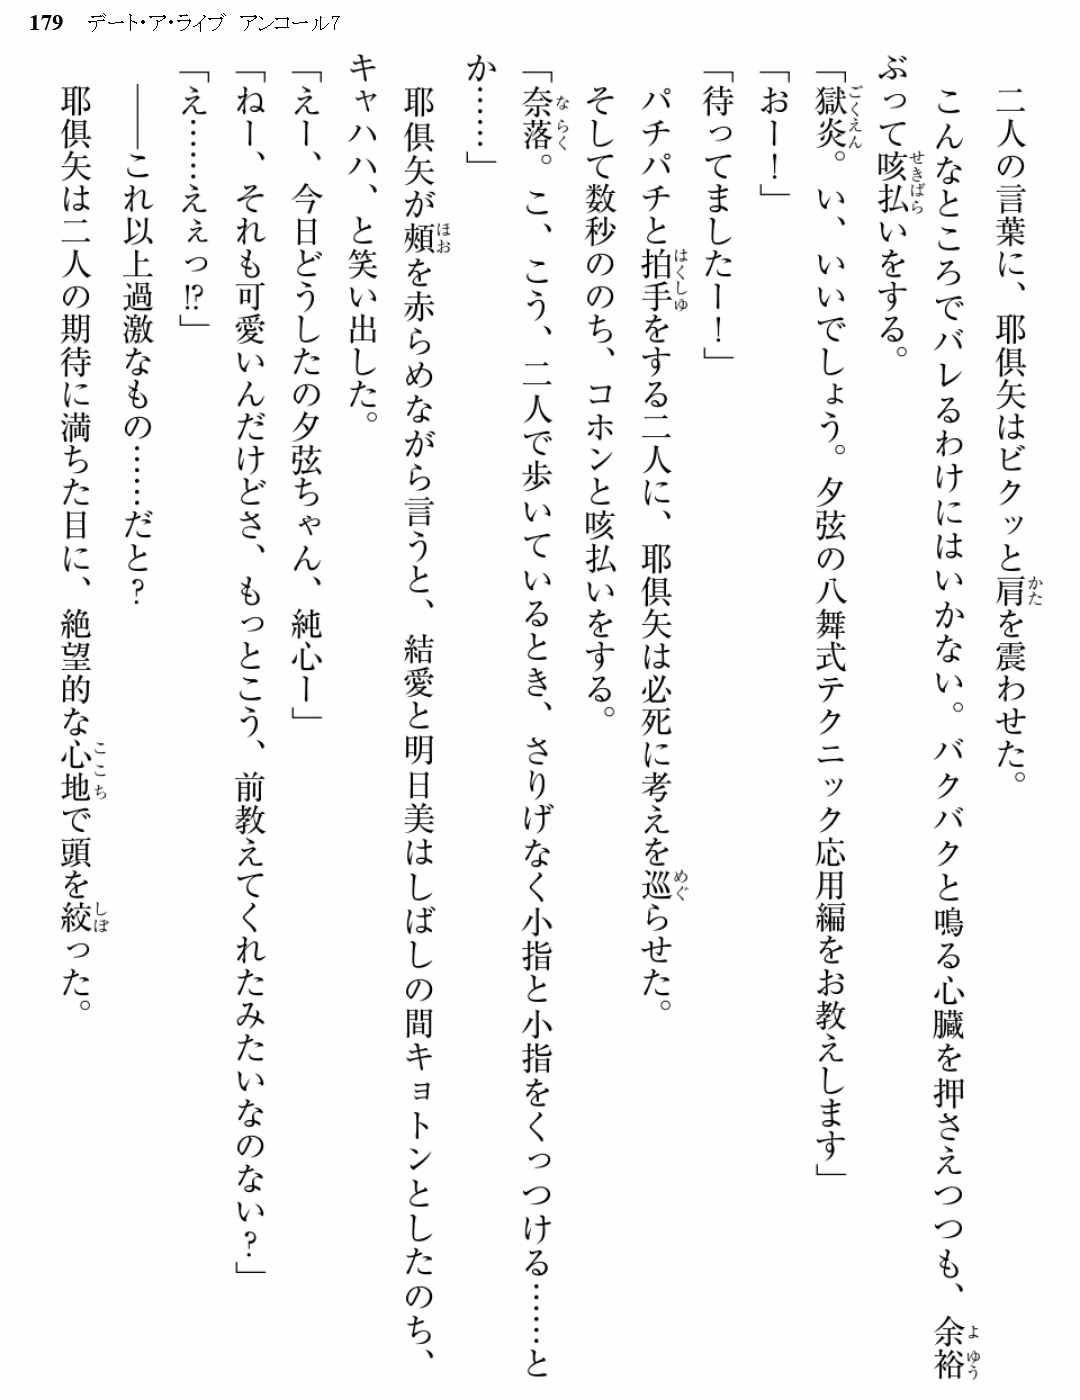 179 デート・ア・ライブ アンコール7
二人の言葉に、耶俱矢はビクッと肩を震わせた。
こんなところでバレるわけにはいかない。バクバクと鳴る心臓を押さえつつも、余裕
ぶって咳払いをする。
「獄炎。い、いいでしょう。夕弦の八舞式テクニック応用編をお教えします」
「おー！」
「待ってましたー！」
パチパチと拍手をする二人に、耶俱矢は必死に考えを巡らせた。
そして数秒ののち、コホンと咳払いをする。
「奈落。こ、こう、二人で歩いているとき、さりげなく小指と小指をくっつける……と
か……」
耶俱矢が頰を赤らめながら言うと、結愛と明日美はしばしの間キョトンとしたのち、
キャハハ、と笑い出した。
「えー、今日どうしたの夕弦ちゃん、純心ー」
「ねー、それも可愛いんだけどさ、もっとこう、前教えてくれたみたいなのない？」
「え……えぇっ!?」
――これ以上過激なもの……だと？
耶俱矢は二人の期待に満ちた目に、絶望的な心地で頭を絞った。